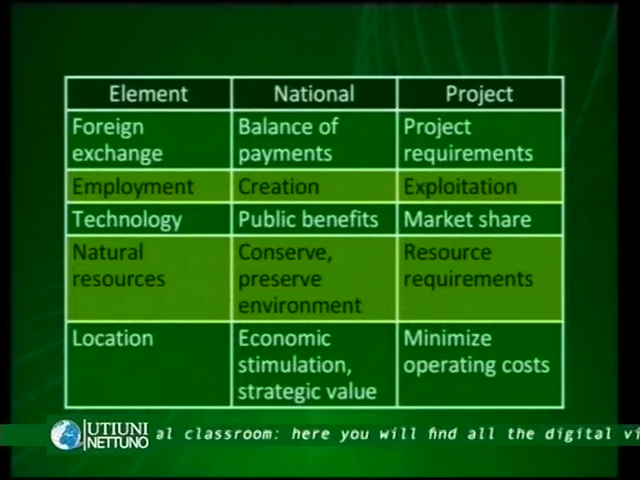 Element National Project
Foreign exchange Balance of payments Project requirements
Employment Creation Exploitation
Technology Public benefits Market share
Natural resources Conserve, preserve environment Resource requirements
Location Economic stimulation, strategic value Minimize operating costs
UTIUNI
NETTUNO
al classroom: here you will find all the digital vi